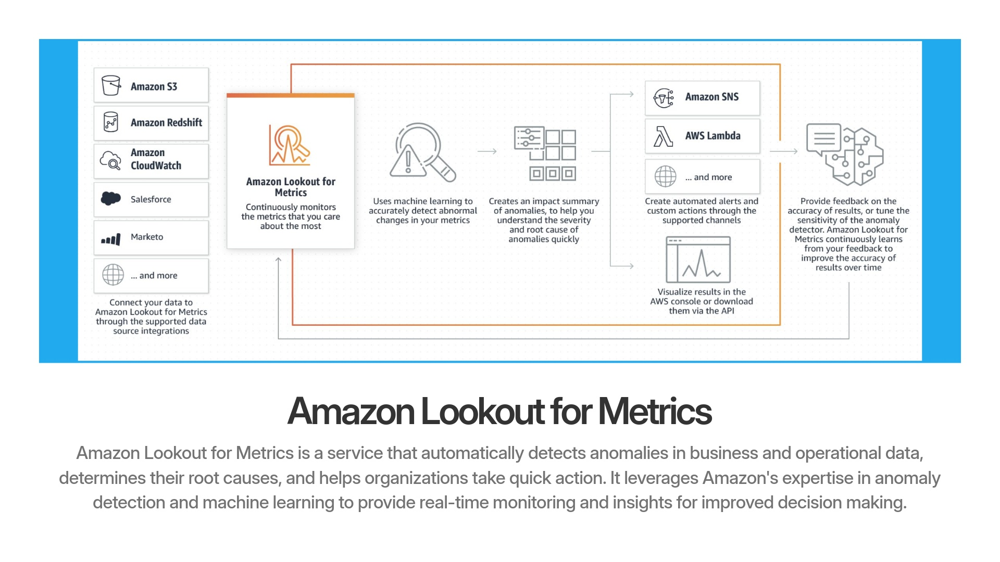 Amazon S3
Amazon Redshift
Amazon
CloudWatch
Salesforce
Marketo
... and more
Connect your data to
Amazon Lookout for Metrics
through the supported data
source integrations
Amazon Lookout for
Metrics
Continuously monitors
the metrics that you care
about the most
Uses machine learning to
accurately detect abnormal
changes in your metrics
Creates an impact summary
of anomalies, to help you
understand the severity
and root cause of
anomalies quickly
Amazon SNS
AWS Lambda
... and more
Create automated alerts and
custom actions through the
supported channels
Visualize results in the
AWS console or download
them via the API
Provide feedback on the
accuracy of results, or tune the
sensitivity of the anomaly
detector. Amazon Lookout for
Metrics continuously learns
from your feedback to
improve the accuracy of
results over time
Amazon Lookout for Metrics
Amazon Lookout for Metrics is a service that automatically detects anomalies in business and operational data,
determines their root causes, and helps organizations take quick action. It leverages Amazon's expertise in anomaly
detection and machine learning to provide real-time monitoring and insights for improved decision making.